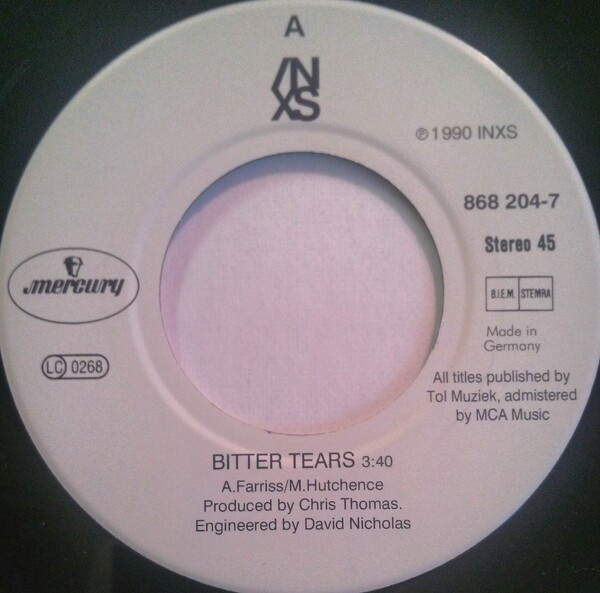 A
INXS
℗1990 INXS
868 204-7
Stereo 45
mercury
B.I.E.M. STEMRA
Made in
Germany
LC 0268
All titles published by
Tol Muziek, admistered
by MCA Music
BITTER TEARS 3:40
A.Farriss/M.Hutchence
Produced by Chris Thomas.
Engineered by David Nicholas